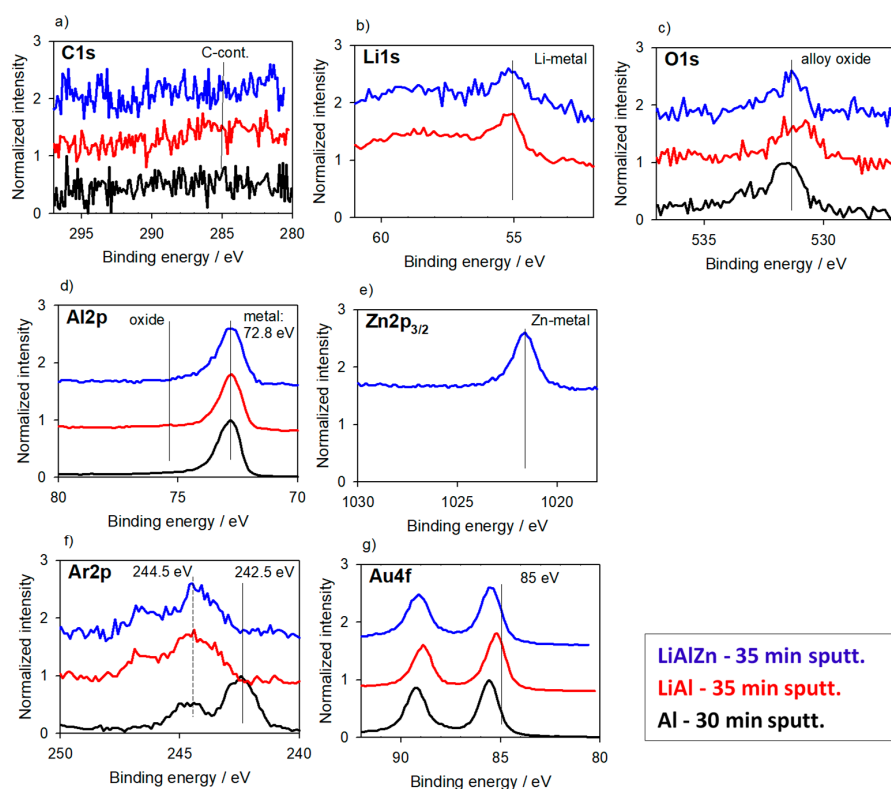 a)
C1s
C-cont.
Normalized intensity
3
2
1
0
295 290 285 280
Binding energy / eV
b)
Li1s
Li-metal
Normalized intensity
3
2
1
0
60 55
Binding energy / eV
c)
O1s
alloy oxide
Normalized intensity
3
2
1
0
535 530
Binding energy / eV
d)
Al2p
oxide
metal:
72.8 eV
Normalized intensity
3
2
1
0
80 75 70
Binding energy / eV
e)
Zn2p3/2
Zn-metal
Normalized intensity
3
2
1
0
1030 1025 1020
Binding energy / eV
f)
Ar2p
244.5 eV
242.5 eV
Normalized intensity
3
2
1
0
250 245 240
Binding energy / eV
g)
Au4f
85 eV
Normalized intensity
3
2
1
0
90 85 80
Binding energy / eV
LiAlZn - 35 min sputt.
LiAl - 35 min sputt.
Al - 30 min sputt.